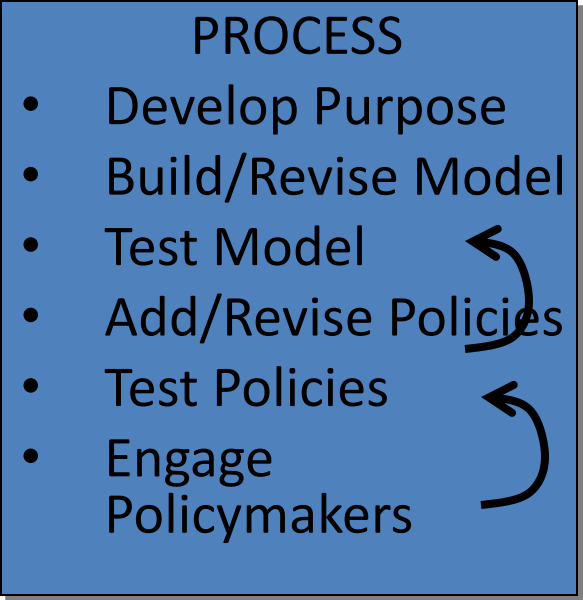 PROCESS
• Develop Purpose
• Build/Revise Model
• Test Model
• Add/Revise Policies
• Test Policies
• Engage
Policymakers